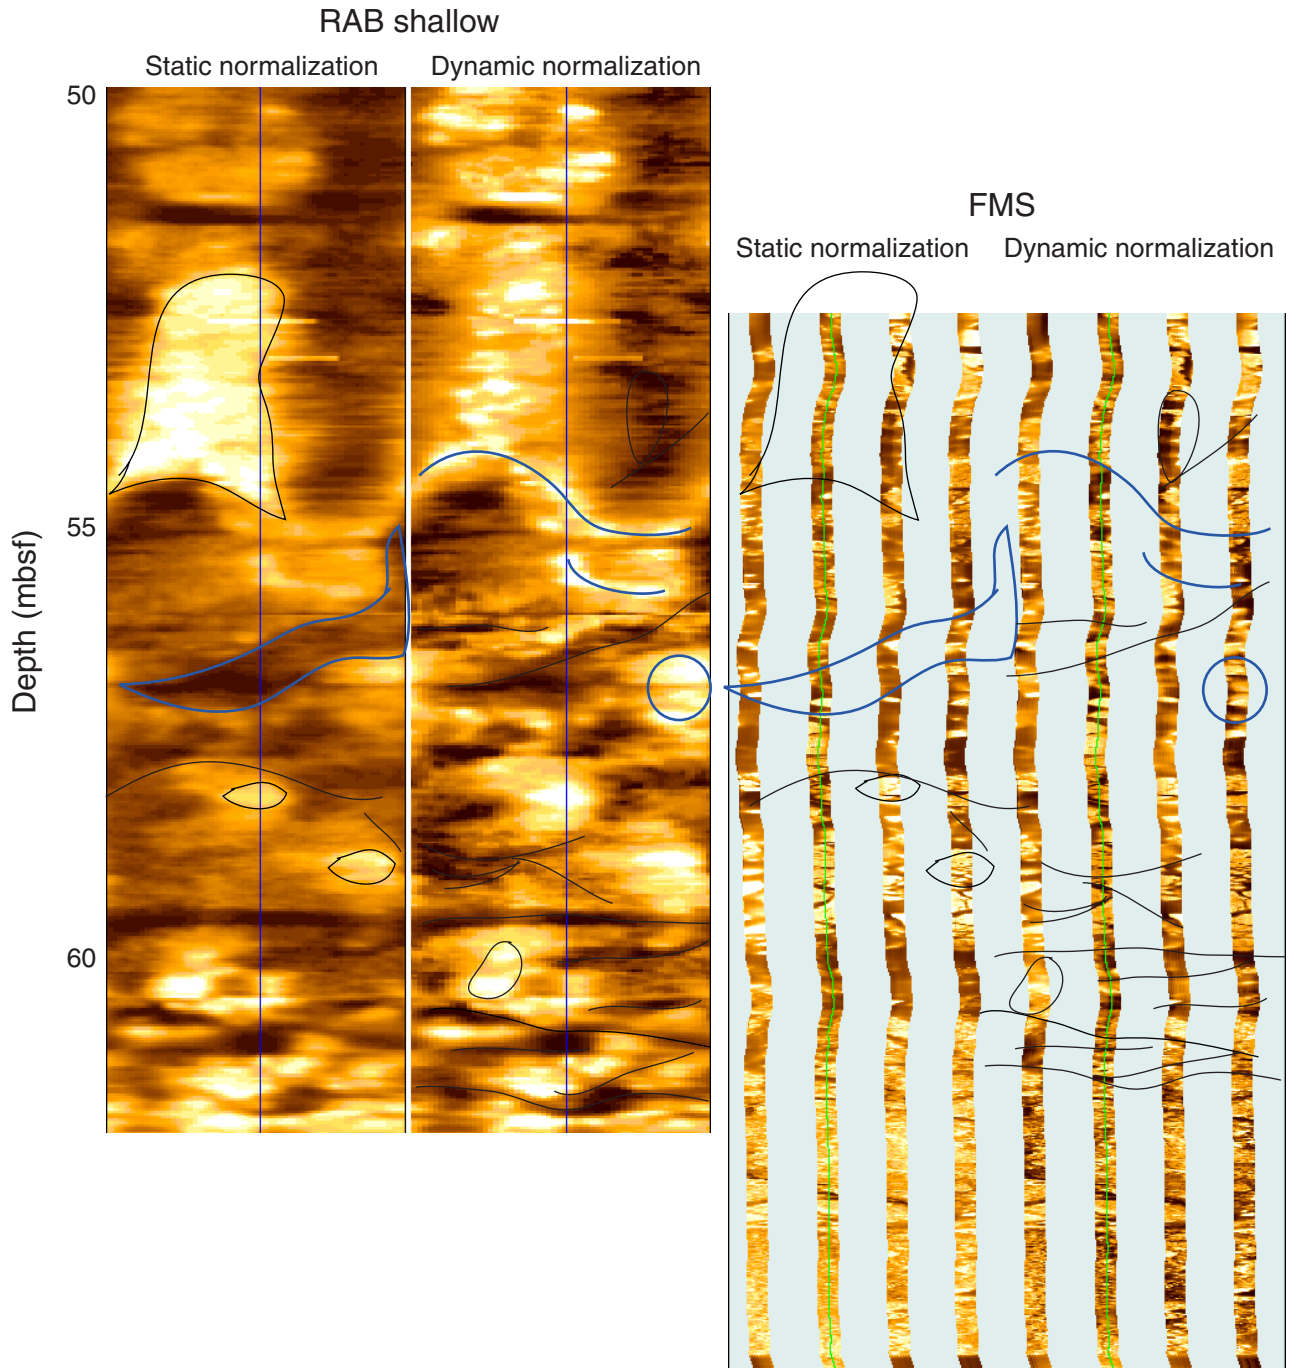 RAB shallow
Static normalization
Dynamic normalization
50
FMS
Static normalization
Dynamic normalization
55
Depth (mbsf)
60